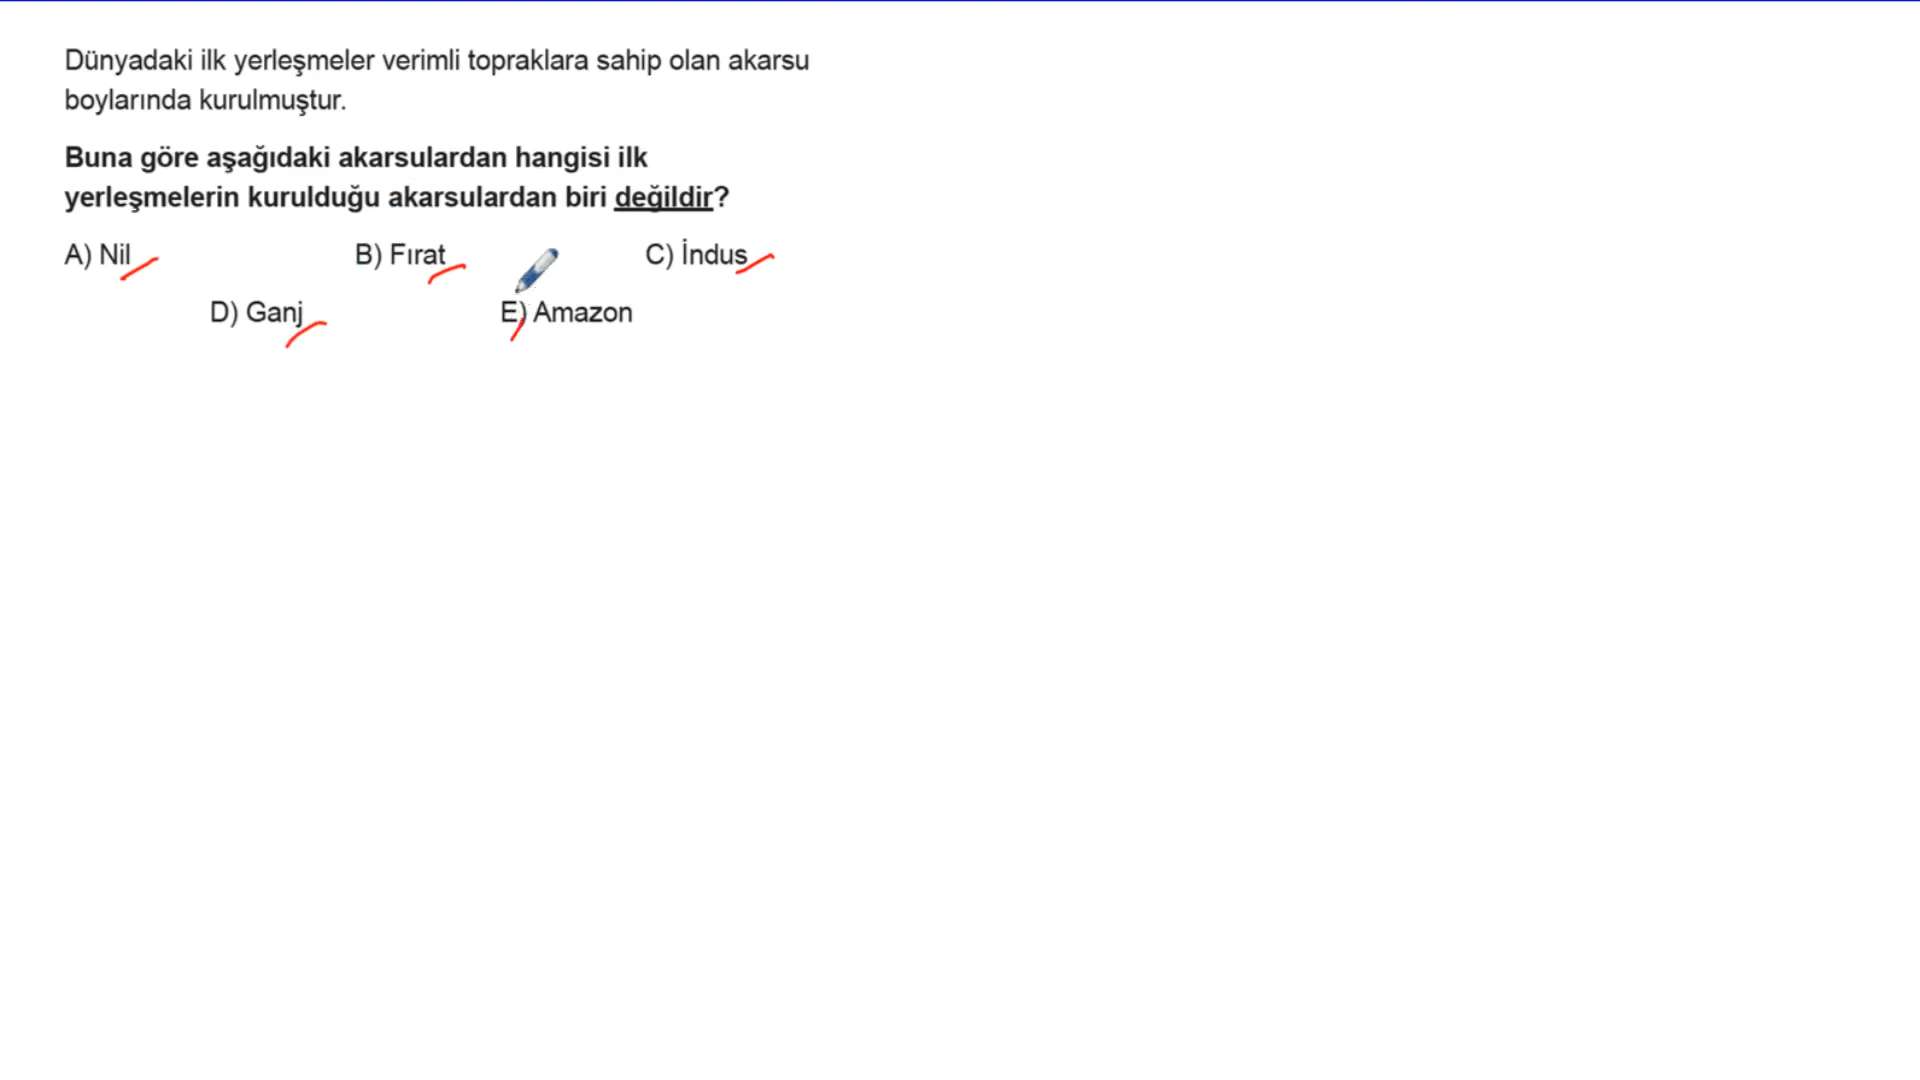 Dünyadaki ilk yerleşmeler verimli topraklara sahip olan akarsu
boylarında kurulmuştur.
Buna göre aşağıdaki akarsulardan hangisi ilk
yerleşmelerin kurulduğu akarsulardan biri değildir?
A) Nil B) Fırat C) İndus
D) Ganj E) Amazon